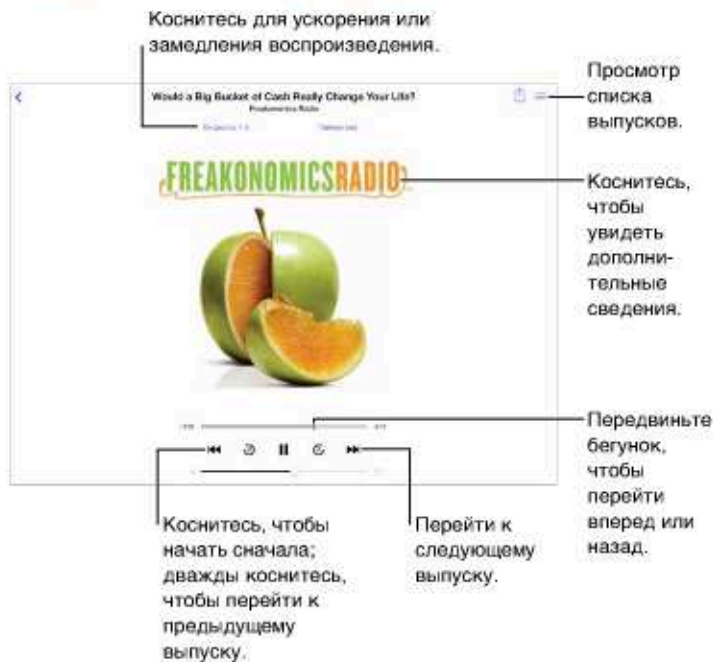 Коснитесь для ускорения или
замедления воспроизведения.
Просмотр
списка
выпусков.
Would a Big Bucket of Cash Really Change Your Life?
Freakonomics Radio
FREAKONOMICSRADIO
Коснитесь,
чтобы
увидеть
дополни-
тельные
сведения.
Передвиньте
бегунок,
чтобы
перейти
вперед или
назад.
Коснитесь, чтобы
начать сначала;
дважды коснитесь,
чтобы перейти к
предыдущему
выпуску.
Перейти к
следующему
выпуску.